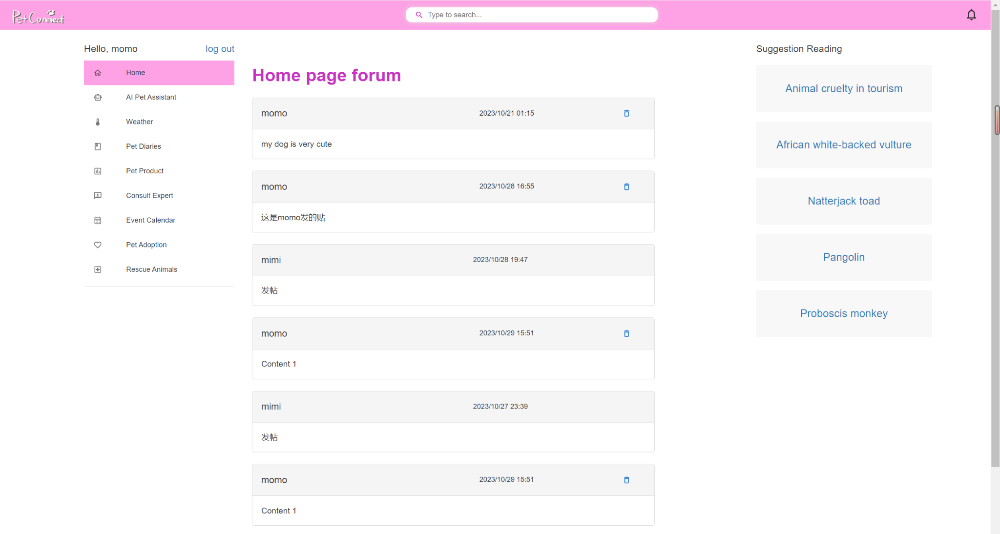 PetConnect
Type to search...
Hello, momo
log out
Home
AI Pet Assistant
Weather
Pet Diaries
Pet Product
Consult Expert
Event Calendar
Pet Adoption
Rescue Animals
Home page forum
momo 2023/10/21 01:15
my dog is very cute
momo 2023/10/28 16:55
这是momo发的贴
mimi 2023/10/28 19:47
发帖
momo 2023/10/29 15:51
Content 1
mimi 2023/10/27 23:39
发帖
momo 2023/10/29 15:51
Content 1
Suggestion Reading
Animal cruelty in tourism
African white-backed vulture
Natterjack toad
Pangolin
Proboscis monkey